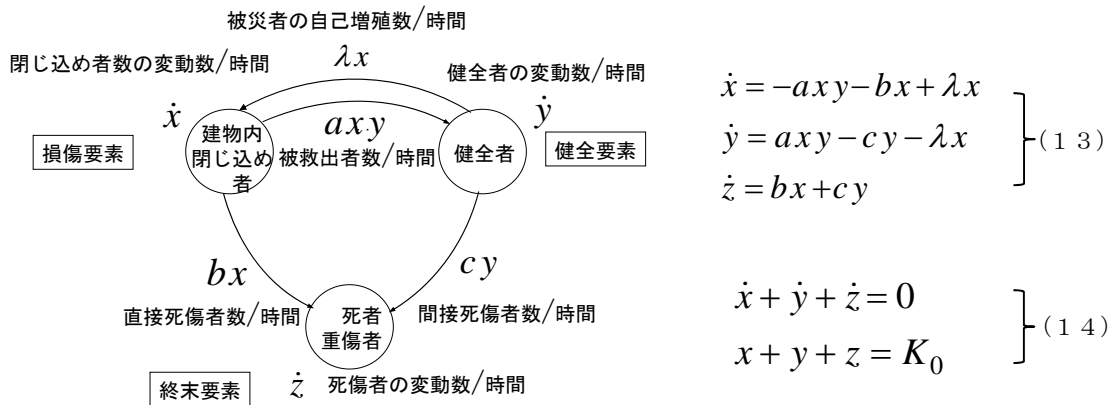 被災者の自己増殖数/時間
λx
閉じ込め者数の変動数/時間
健全者の変動数/時間
ẋ
ẏ
損傷要素
建物内
閉じ込め
者
axy
被救出者数/時間
健全者
健全要素
bx
cy
直接死傷者数/時間
死者
重傷者
間接死傷者数/時間
終末要素
ż 死傷者の変動数/時間
ẋ = −axy − bx + λx
ẏ = axy − cy − λx
ż = bx + cy
(13)
ẋ + ẏ + ż = 0
x + y + z = K₀
(14)